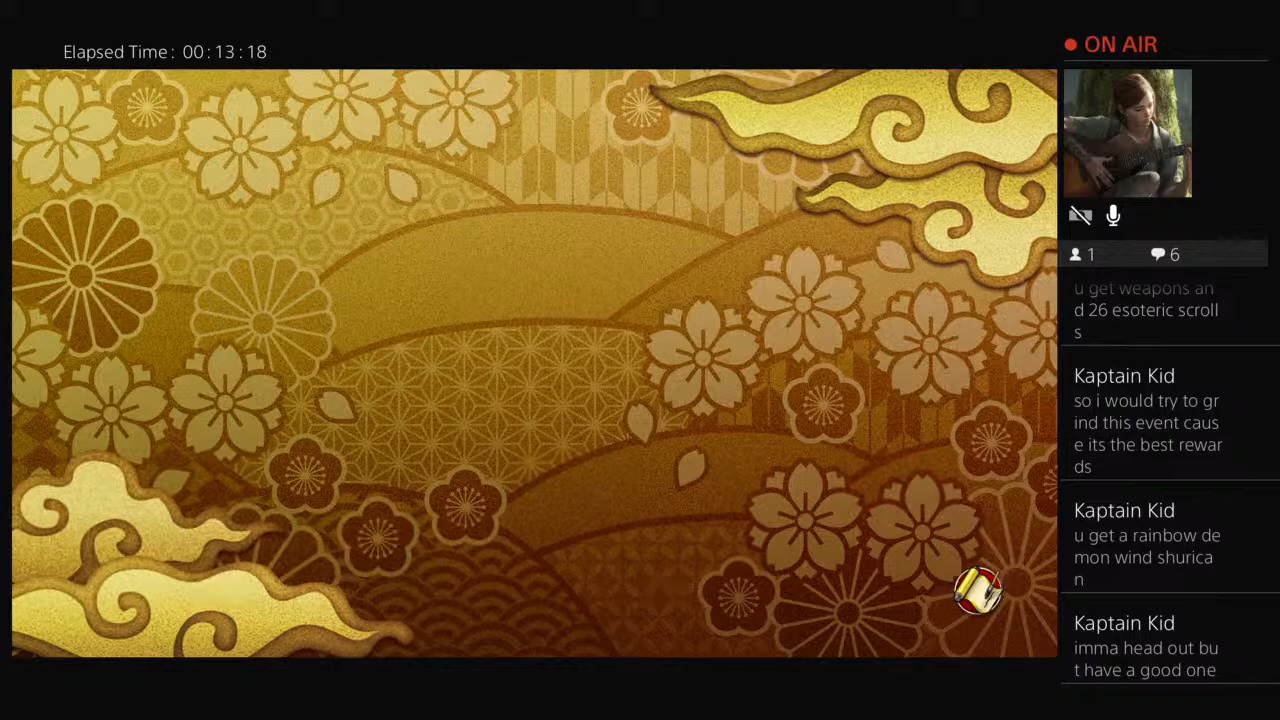 Elapsed Time: 00:13:18
ON AIR
1
6
u get weapons an
d 26 esoteric scroll
s
Kaptain Kid
so i would try to gr
ind this event caus
e its the best rewar
ds
Kaptain Kid
u get a rainbow de
mon wind shurica
n
Kaptain Kid
imma head out bu
t have a good one